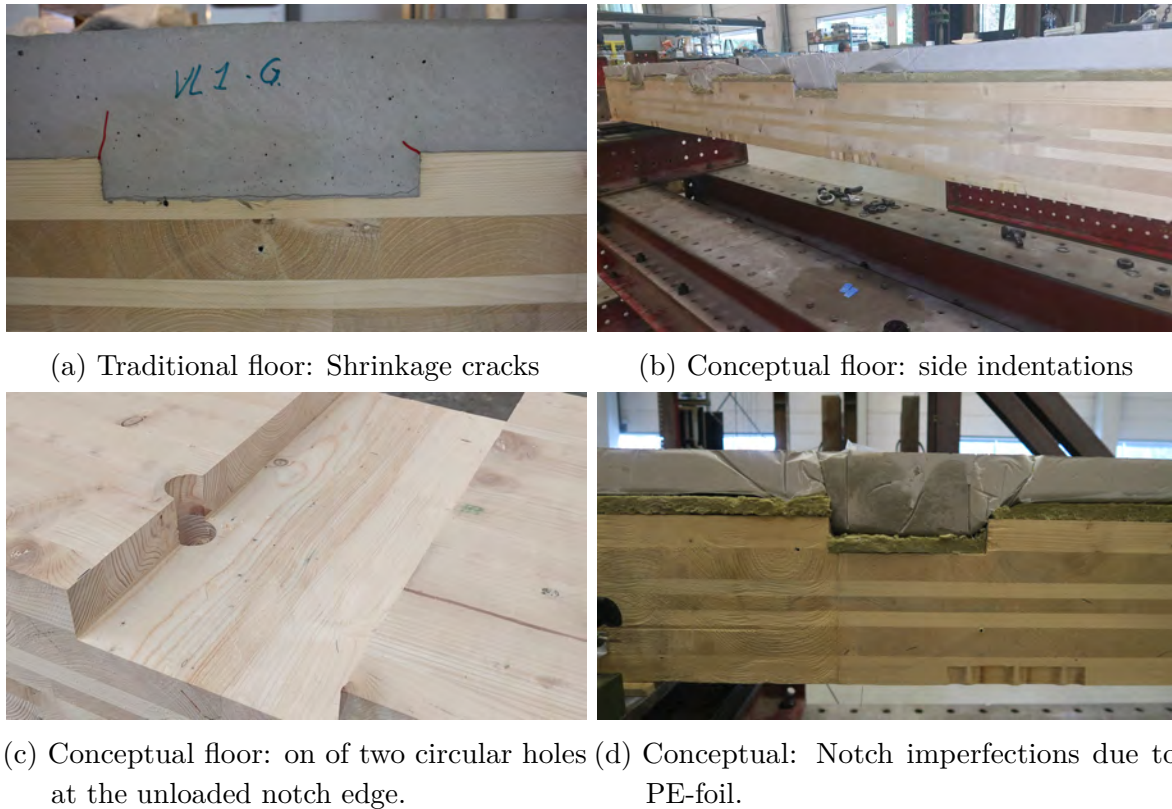 VL 1 - G
(a) Traditional floor: Shrinkage cracks
(b) Conceptual floor: side indentations
(c) Conceptual floor: on of two circular holes
at the unloaded notch edge.
(d) Conceptual: Notch imperfections due to
PE-foil.